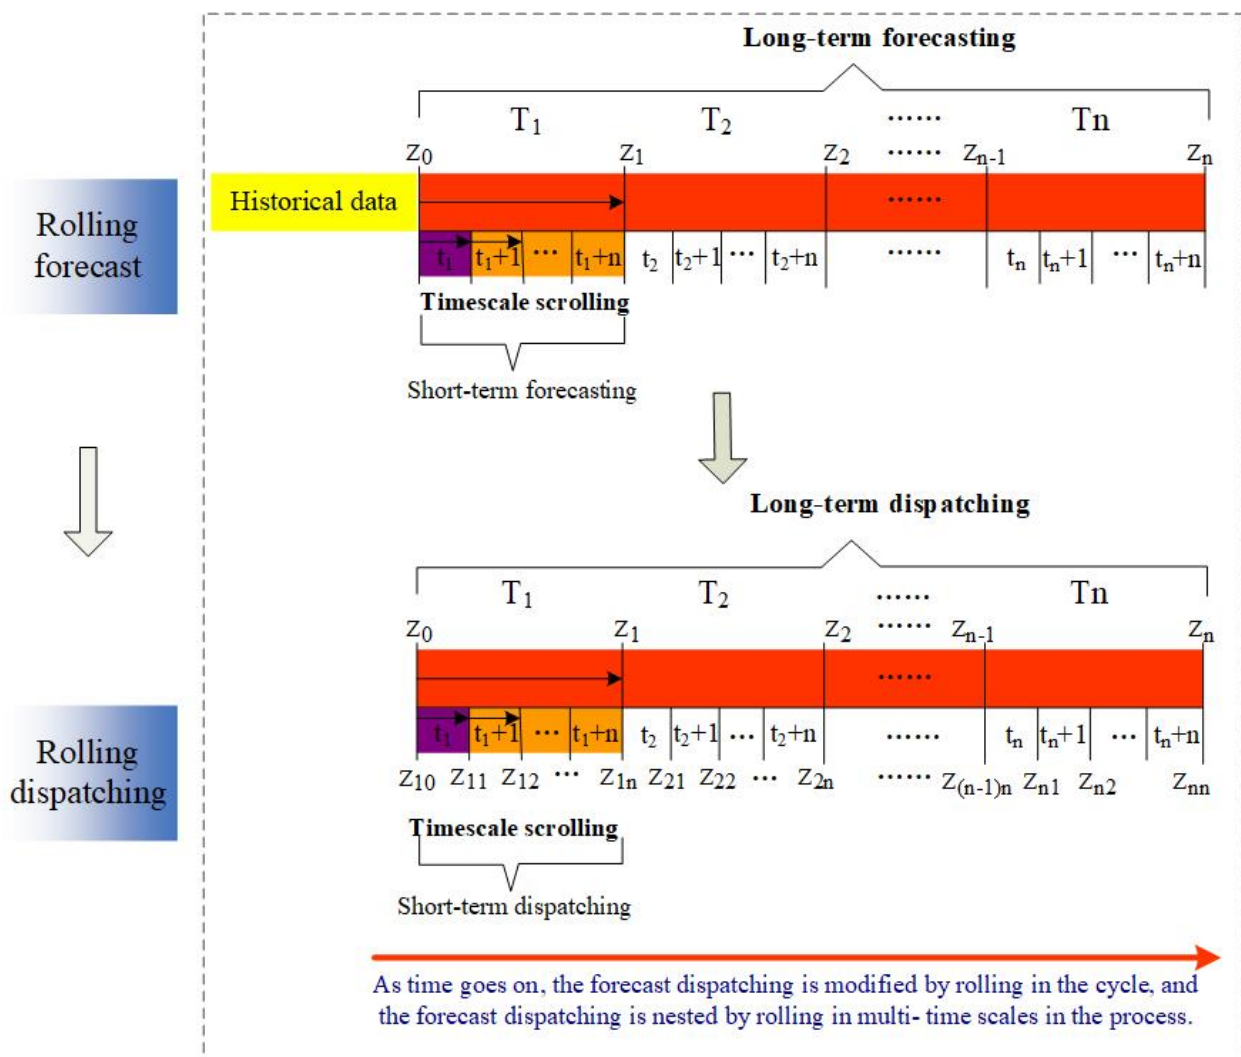 Long-term forecasting
T₁ T₂ ...... Tn
Z₀ Z₁ Z₂ ...... Zₙ₋₁ Zₙ
Rolling
forecast
Historical data
......
t₁ t₁+1 ... t₁+n t₂ t₂+1 ... t₂+n ...... tₙ tₙ+1 ... tₙ+n
Timescale scrolling
Short-term forecasting
Long-term dispatching
T₁ T₂ ...... Tn
Z₀ Z₁ Z₂ ...... Zₙ₋₁ Zₙ
......
Rolling
dispatching
t₁ t₁+1 ... t₁+n t₂ t₂+1 ... t₂+n ...... tₙ tₙ+1 ... tₙ+n
Z₁₀ Z₁₁ Z₁₂ ... Z₁ₙ Z₂₁ Z₂₂ ... Z₂ₙ ...... Z₍ₙ₋₁₎ₙ Zₙ₁ Zₙ₂ Zₙₙ
Timescale scrolling
Short-term dispatching
As time goes on, the forecast dispatching is modified by rolling in the cycle, and
the forecast dispatching is nested by rolling in multi- time scales in the process.